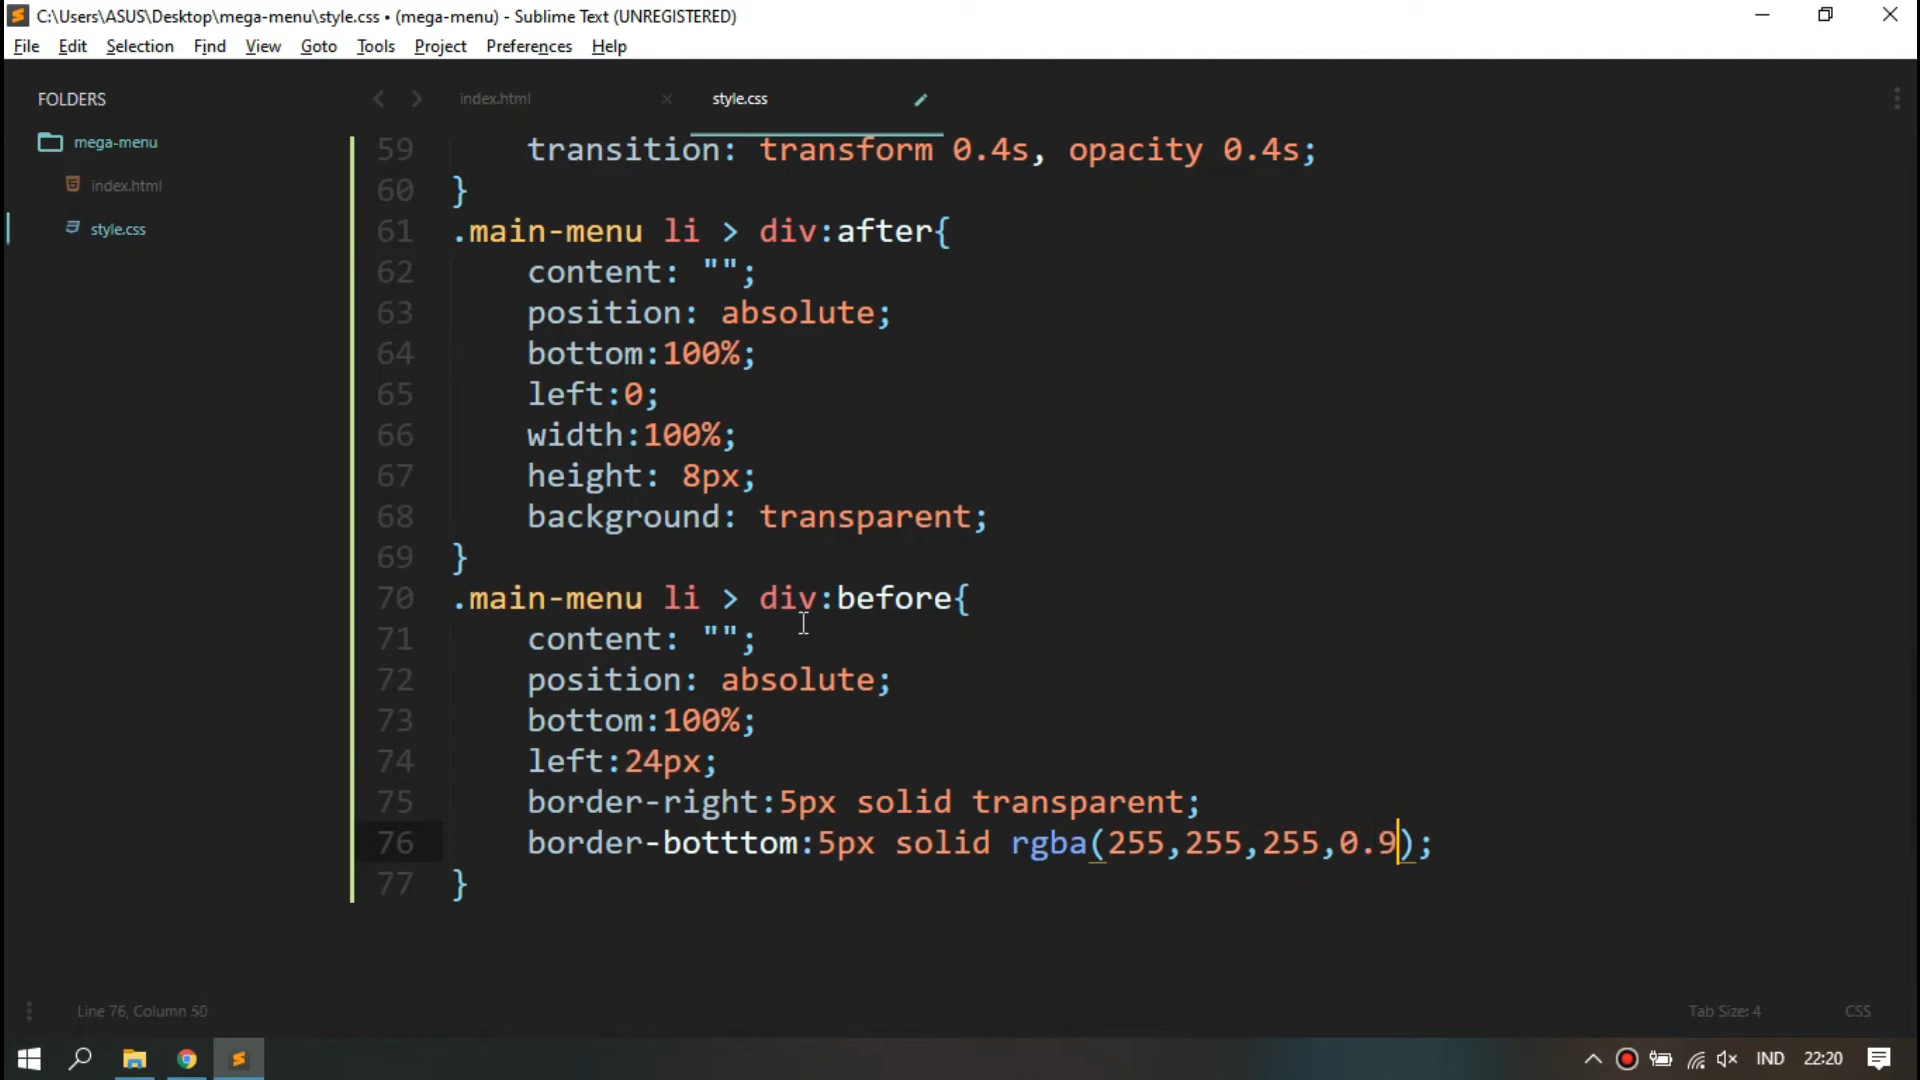 C:\Users\ASUS\Desktop\mega-menu\style.css • (mega-menu) - Sublime Text (UNREGISTERED)
File Edit Selection Find View Goto Tools Project Preferences Help
FOLDERS
mega-menu
index.html
style.css
index.html style.css
59 transition: transform 0.4s, opacity 0.4s;
60 }
61 .main-menu li > div:after{
62 content: "";
63 position: absolute;
64 bottom:100%;
65 left:0;
66 width:100%;
67 height: 8px;
68 background: transparent;
69 }
70 .main-menu li > div:before{
71 content: "";
72 position: absolute;
73 bottom:100%;
74 left:24px;
75 border-right:5px solid transparent;
76 border-botttom:5px solid rgba(255,255,255,0.9);
77 }
Line 76, Column 50 Tab Size: 4 CSS
IND 22:20